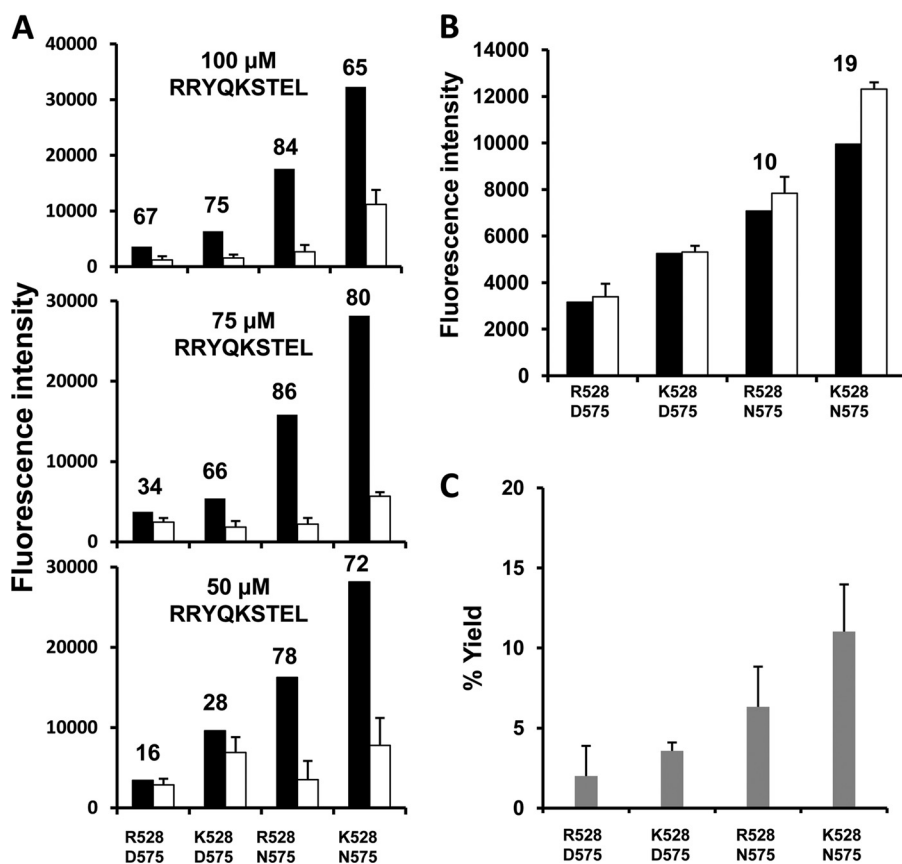 A
Fluorescence intensity
40000
30000
20000
10000
0
100 µM
RRYQKSTEL
67
75
84
65
30000
20000
10000
0
75 µM
RRYQKSTEL
34
66
86
80
30000
20000
10000
0
50 µM
RRYQKSTEL
16
28
78
72
R528 K528 R528 K528
D575 D575 N575 N575
B
Fluorescence intensity
14000
12000
10000
8000
6000
4000
2000
0
10
19
R528 K528 R528 K528
D575 D575 N575 N575
C
% Yield
20
15
10
5
0
R528 K528 R528 K528
D575 D575 N575 N575